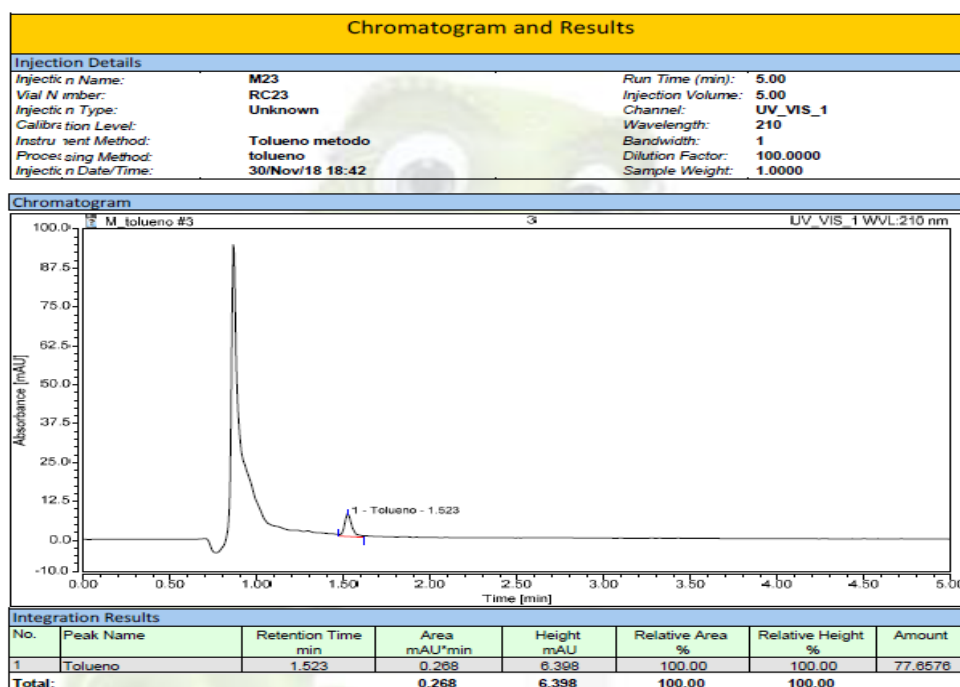 Chromatogram and Results
Injection Details
Injectic n Name: M23 Run Time (min): 5.00
Vial N imber: RC23 Injection Volume: 5.00
Injectic n Type: Unknown Channel: UV_VIS_1
Calibra tion Level: Wavelength: 210
Instru nent Method: Tolueno metodo Bandwidth: 1
Proces sing Method: tolueno Dilution Factor: 100.0000
Injectic n Date/Time: 30/Nov/18 18:42 Sample Weight: 1.0000
Chromatogram
M_tolueno #3 3 UV_VIS_1 WVL:210 nm
100.0
87.5
75.0
62.5
50.0
37.5
25.0
12.5
0.0
-10.0
Absorbance [mAU]
1 - Tolueno - 1.523
0.00 0.50 1.00 1.50 2.00 2.50 3.00 3.50 4.00 4.50 5.00
Time [min]
Integration Results
No. Peak Name Retention Time Area Height Relative Area Relative Height Amount
min mAU*min mAU % %
1 Tolueno 1.523 0.268 6.398 100.00 100.00 77.6576
Total: 0.268 6.398 100.00 100.00